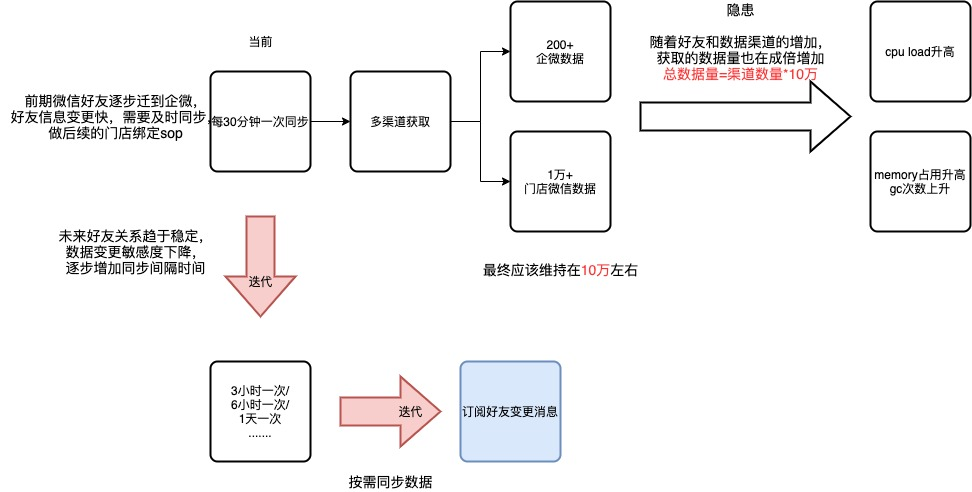 当前
前期微信好友逐步迁到企微，
好友信息变更快，需要及时同步，
做后续的门店绑定sop
每30分钟一次同步
多渠道获取
200+
企微数据
1万+
门店微信数据
隐患
随着好友和数据渠道的增加，
获取的数据量也在成倍增加
总数据量=渠道数量*10万
cpu load升高
memory占用升高
gc次数上升
未来好友关系趋于稳定，
数据变更敏感度下降，
逐步增加同步间隔时间
迭代
最终应该维持在10万左右
3小时一次/
6小时一次/
1天一次
.......
迭代
订阅好友变更消息
按需同步数据